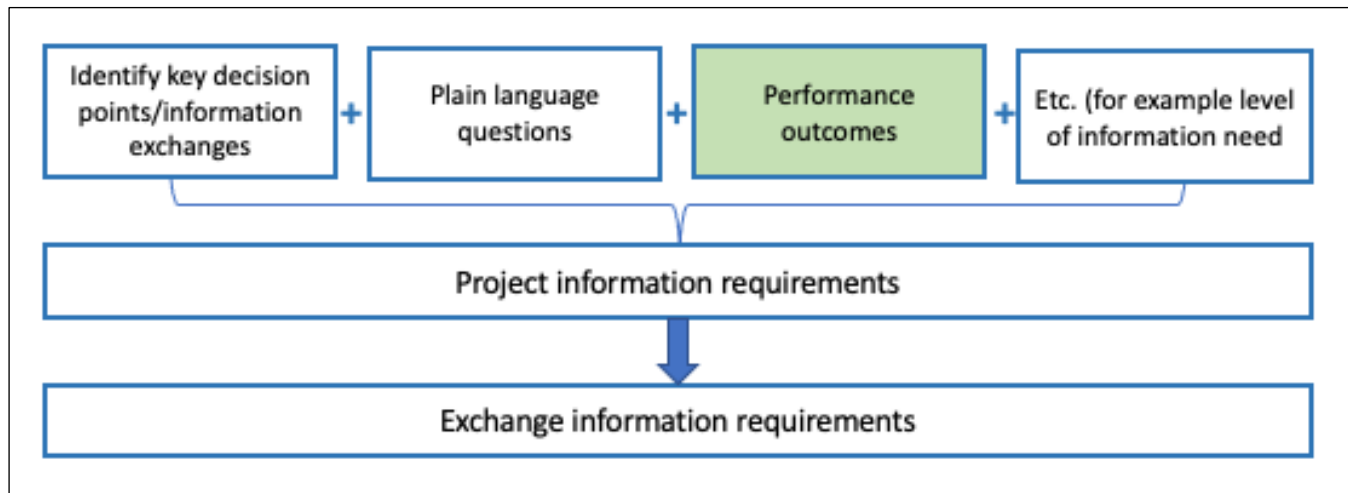 Identify key decision
points/information
exchanges
+
Plain language
questions
+
Performance
outcomes
+
Etc. (for example level
of information need
Project information requirements
Exchange information requirements